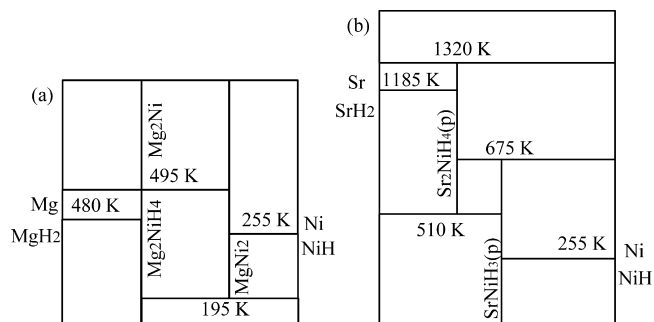 (a)
Mg2Ni
495 K
Mg
480 K
MgH2
Mg2NiH4
255 K
Ni
NiH
MgNi2
195 K
(b)
1320 K
Sr
1185 K
SrH2
Sr2NiH4(p)
675 K
510 K
SrNiH3(p)
255 K
Ni
NiH